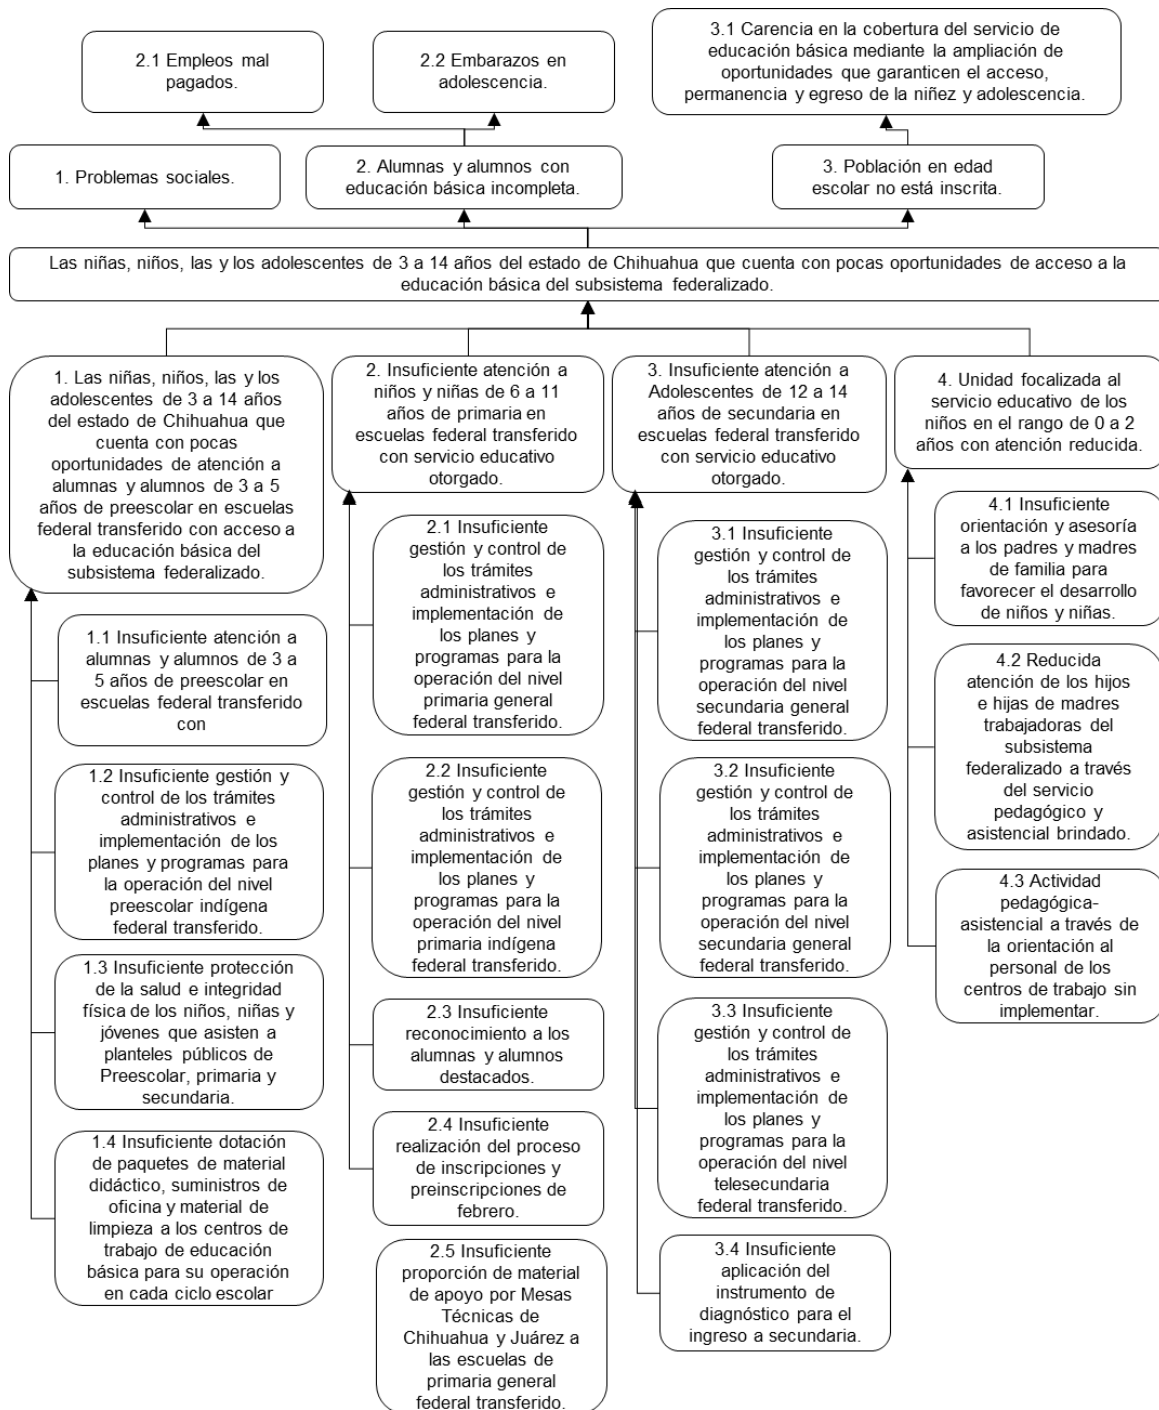 2.1 Empleos mal
pagados.
2.2 Embarazos en
adolescencia.
3.1 Carencia en la cobertura del servicio de
educación básica mediante la ampliación de
oportunidades que garanticen el acceso,
permanencia y egreso de la niñez y adolescencia.
1. Problemas sociales.
2. Alumnas y alumnos con
educación básica incompleta.
3. Población en edad
escolar no está inscrita.
Las niñas, niños, las y los adolescentes de 3 a 14 años del estado de Chihuahua que cuenta con pocas oportunidades de acceso a la
educación básica del subsistema federalizado.
1. Las niñas, niños, las y los
adolescentes de 3 a 14 años
del estado de Chihuahua que
cuenta con pocas
oportunidades de atención a
alumnas y alumnos de 3 a 5
años de preescolar en escuelas
federal transferido con acceso a
la educación básica del
subsistema federalizado.
1.1 Insuficiente atención a
alumnas y alumnos de 3 a
5 años de preescolar en
escuelas federal transferido
con
1.2 Insuficiente gestión y
control de los trámites
administrativos e
implementación de los
planes y programas para
la operación del nivel
preescolar indígena
federal transferido.
1.3 Insuficiente protección
de la salud e integridad
física de los niños, niñas y
jóvenes que asisten a
planteles públicos de
Preescolar, primaria y
secundaria.
1.4 Insuficiente dotación
de paquetes de material
didáctico, suministros de
oficina y material de
limpieza a los centros de
trabajo de educación
básica para su operación
en cada ciclo escolar
2. Insuficiente atención a
niños y niñas de 6 a 11
años de primaria en
escuelas federal transferido
con servicio educativo
otorgado.
2.1 Insuficiente
gestión y control de
los trámites
administrativos e
implementación de
los planes y
programas para la
operación del nivel
primaria general
federal transferido.
2.2 Insuficiente
gestión y control de
los trámites
administrativos e
implementación de
los planes y
programas para la
operación del nivel
primaria indígena
federal transferido.
2.3 Insuficiente
reconocimiento a los
alumnas y alumnos
destacados.
2.4 Insuficiente
realización del proceso
de inscripciones y
preinscripciones de
febrero.
2.5 Insuficiente
proporción de material
de apoyo por Mesas
Técnicas de
Chihuahua y Juárez a
las escuelas de
primaria general
federal transferido.
3. Insuficiente atención a
Adolescentes de 12 a 14
años de secundaria en
escuelas federal transferido
con servicio educativo
otorgado.
3.1 Insuficiente
gestión y control de
los trámites
administrativos e
implementación de
los planes y
programas para la
operación del nivel
secundaria general
federal transferido.
3.2 Insuficiente
gestión y control de
los trámites
administrativos e
implementación de
los planes y
programas para la
operación del nivel
secundaria general
federal transferido.
3.3 Insuficiente
gestión y control de
los trámites
administrativos e
implementación de
los planes y
programas para la
operación del nivel
telesecundaria
federal transferido.
3.4 Insuficiente
aplicación del
instrumento de
diagnóstico para el
ingreso a secundaria.
4. Unidad focalizada al
servicio educativo de los
niños en el rango de 0 a 2
años con atención reducida.
4.1 Insuficiente
orientación y asesoría
a los padres y madres
de familia para
favorecer el desarrollo
de niños y niñas.
4.2 Reducida
atención de los hijos
e hijas de madres
trabajadoras del
subsistema
federalizado a través
del servicio
pedagógico y
asistencial brindado.
4.3 Actividad
pedagógica-
asistencial a través de
la orientación al
personal de los
centros de trabajo sin
implementar.